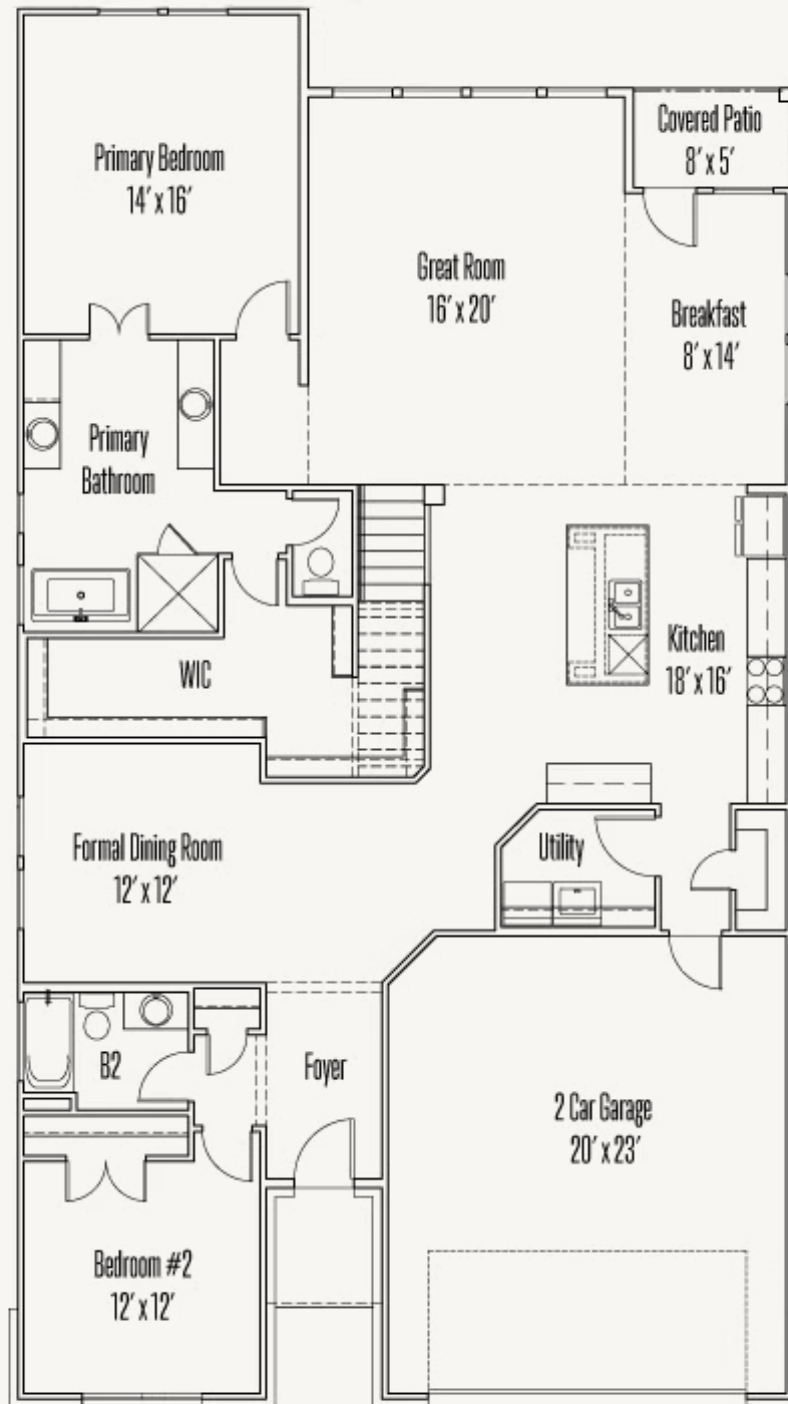 Covered Patio
8' x 5'
Primary Bedroom
14' x 16'
Great Room
16' x 20'
Breakfast
8' x 14'
Primary
Bathroom
Kitchen
18' x 16'
WIC
Formal Dining Room
12' x 12'
Utility
B2
Foyer
2 Car Garage
20' x 23'
Bedroom #2
12' x 12'